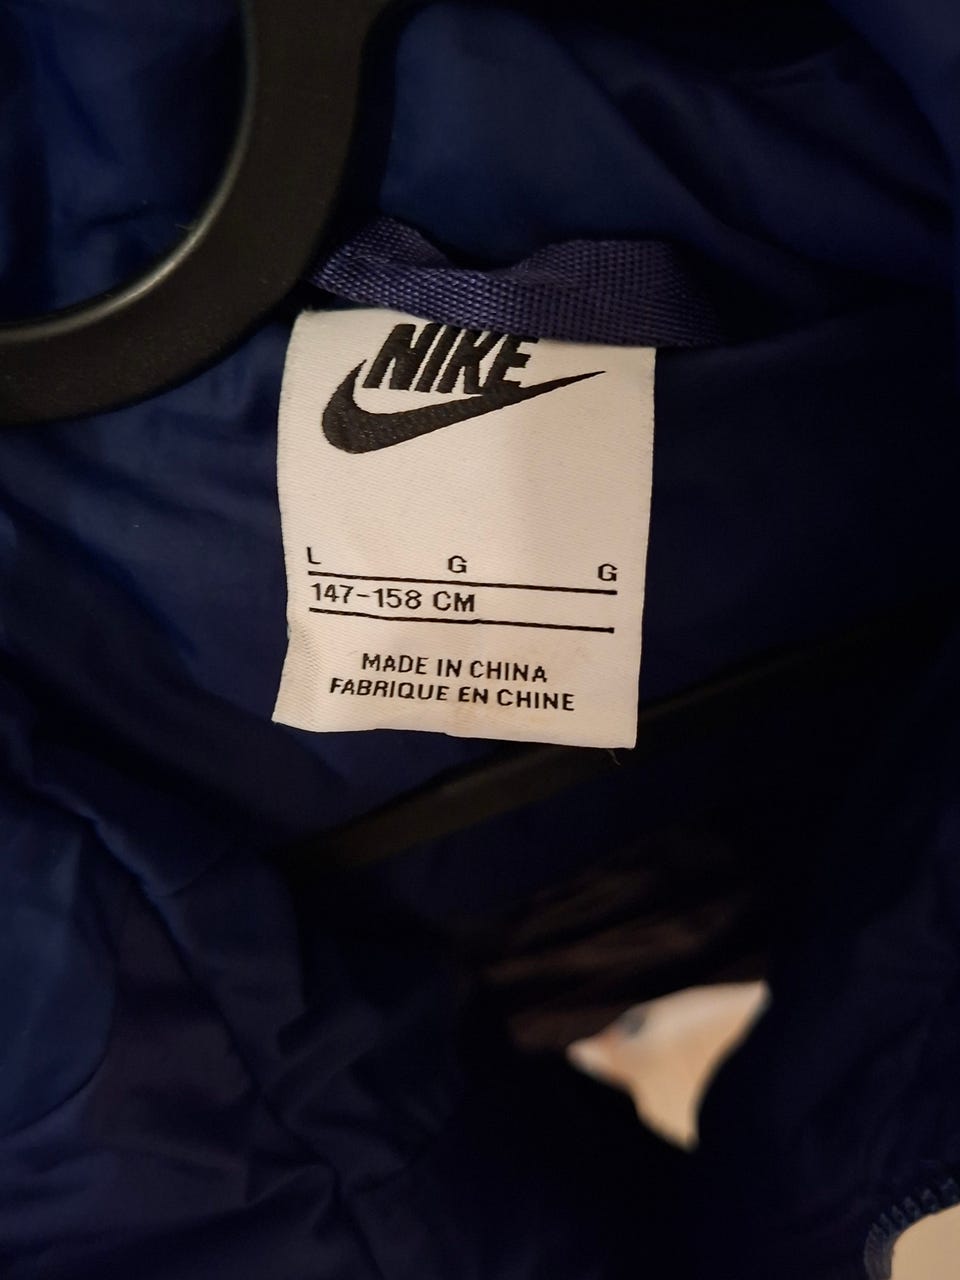 NIKE
L G G
147-158 CM
MADE IN CHINA
FABRIQUE EN CHINE